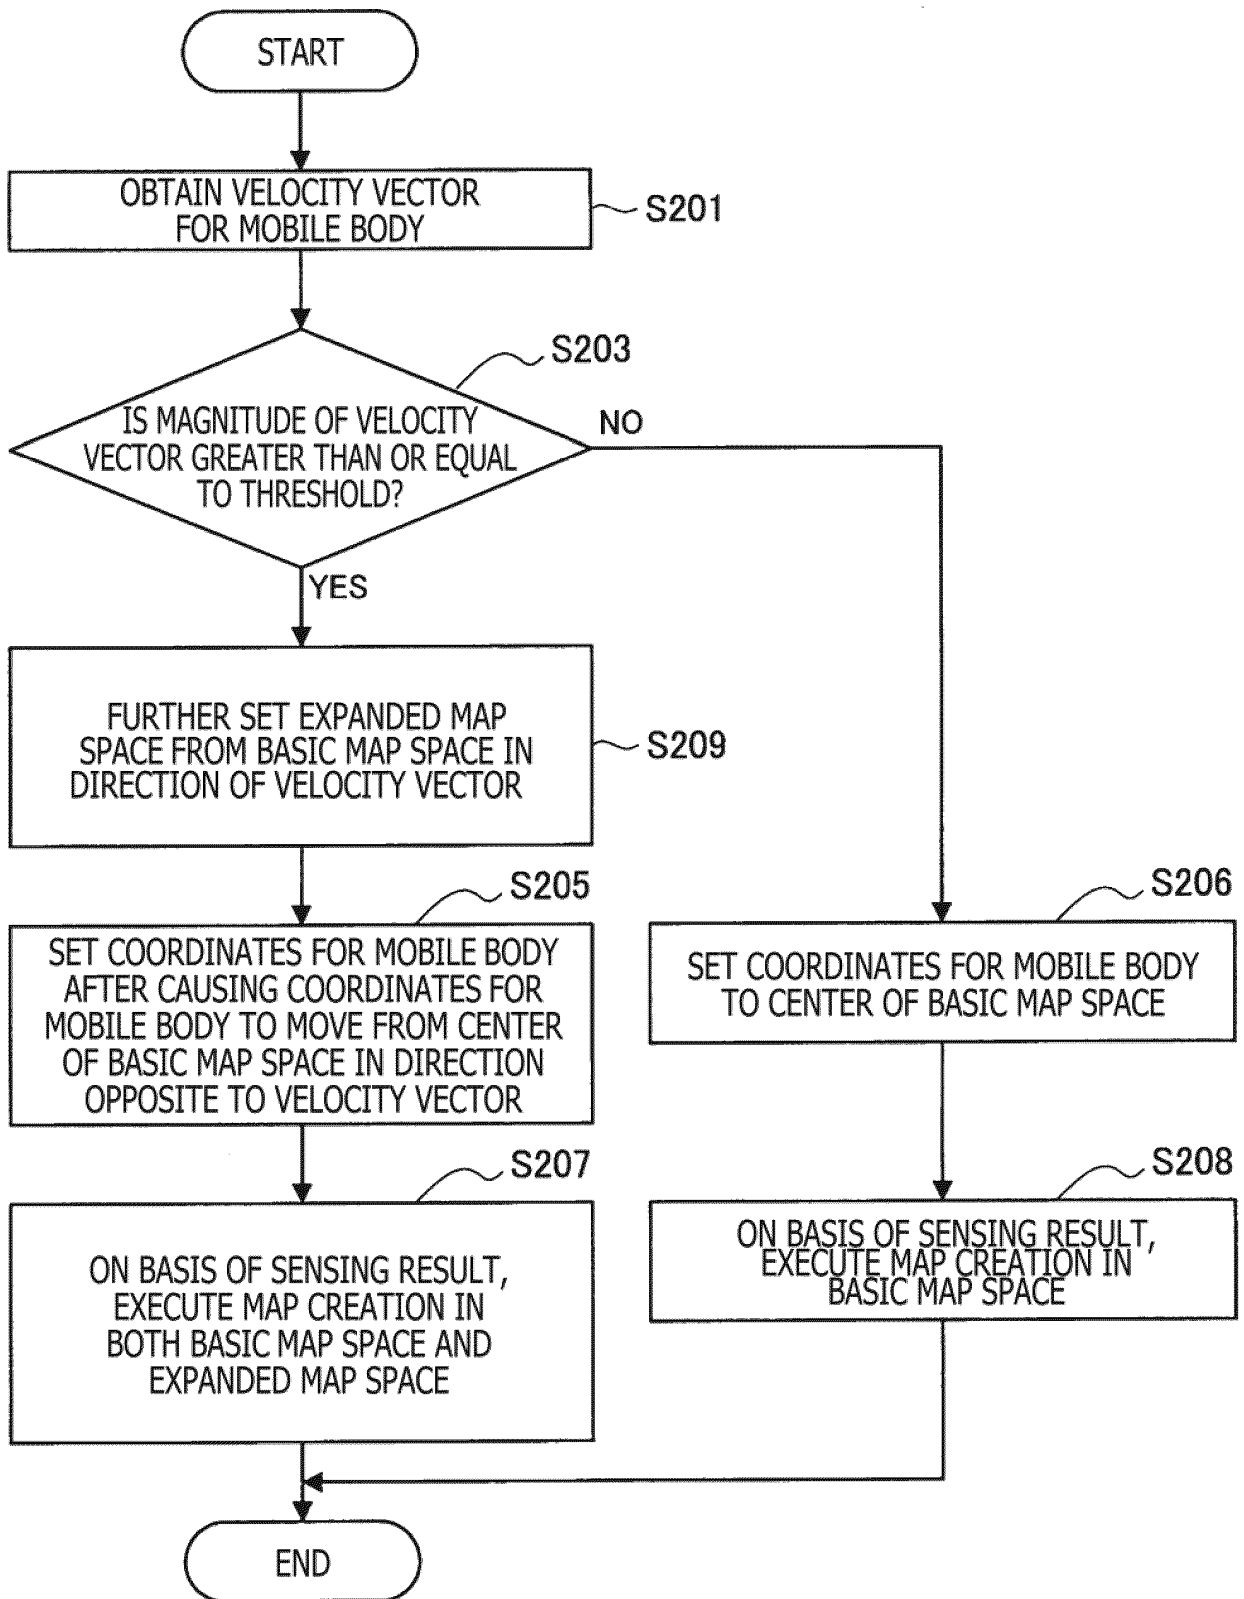 START
OBTAIN VELOCITY VECTOR
FOR MOBILE BODY
S201
S203
IS MAGNITUDE OF VELOCITY
VECTOR GREATER THAN OR EQUAL
TO THRESHOLD?
NO
YES
FURTHER SET EXPANDED MAP
SPACE FROM BASIC MAP SPACE IN
DIRECTION OF VELOCITY VECTOR
S209
S205
SET COORDINATES FOR MOBILE BODY
AFTER CAUSING COORDINATES FOR
MOBILE BODY TO MOVE FROM CENTER
OF BASIC MAP SPACE IN DIRECTION
OPPOSITE TO VELOCITY VECTOR
S206
SET COORDINATES FOR MOBILE BODY
TO CENTER OF BASIC MAP SPACE
S207
ON BASIS OF SENSING RESULT,
EXECUTE MAP CREATION IN
BOTH BASIC MAP SPACE AND
EXPANDED MAP SPACE
S208
ON BASIS OF SENSING RESULT,
EXECUTE MAP CREATION IN
BASIC MAP SPACE
END